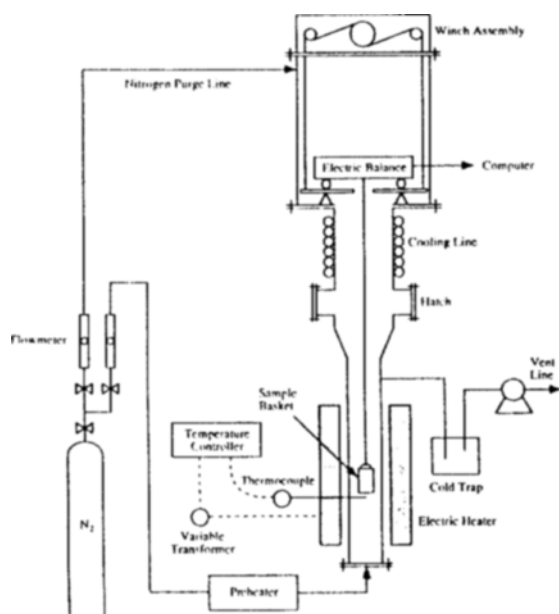 Winch Assembly
Nitrogen Purge Line
Electric Balance
Computer
Cooling Line
Hatch
Flowmeter
Vent
Line
Sample
Basket
Temperature
Controller
Thermocouple
Cold Trap
N2
Variable
Transformer
Electric Heater
Preheater